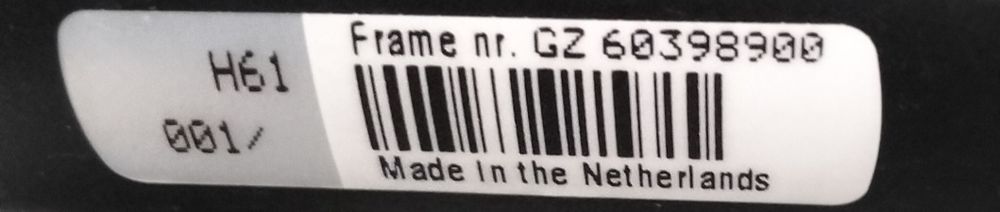 Frame nr. GZ 60398900
H61
001/
Made In the Netherlands